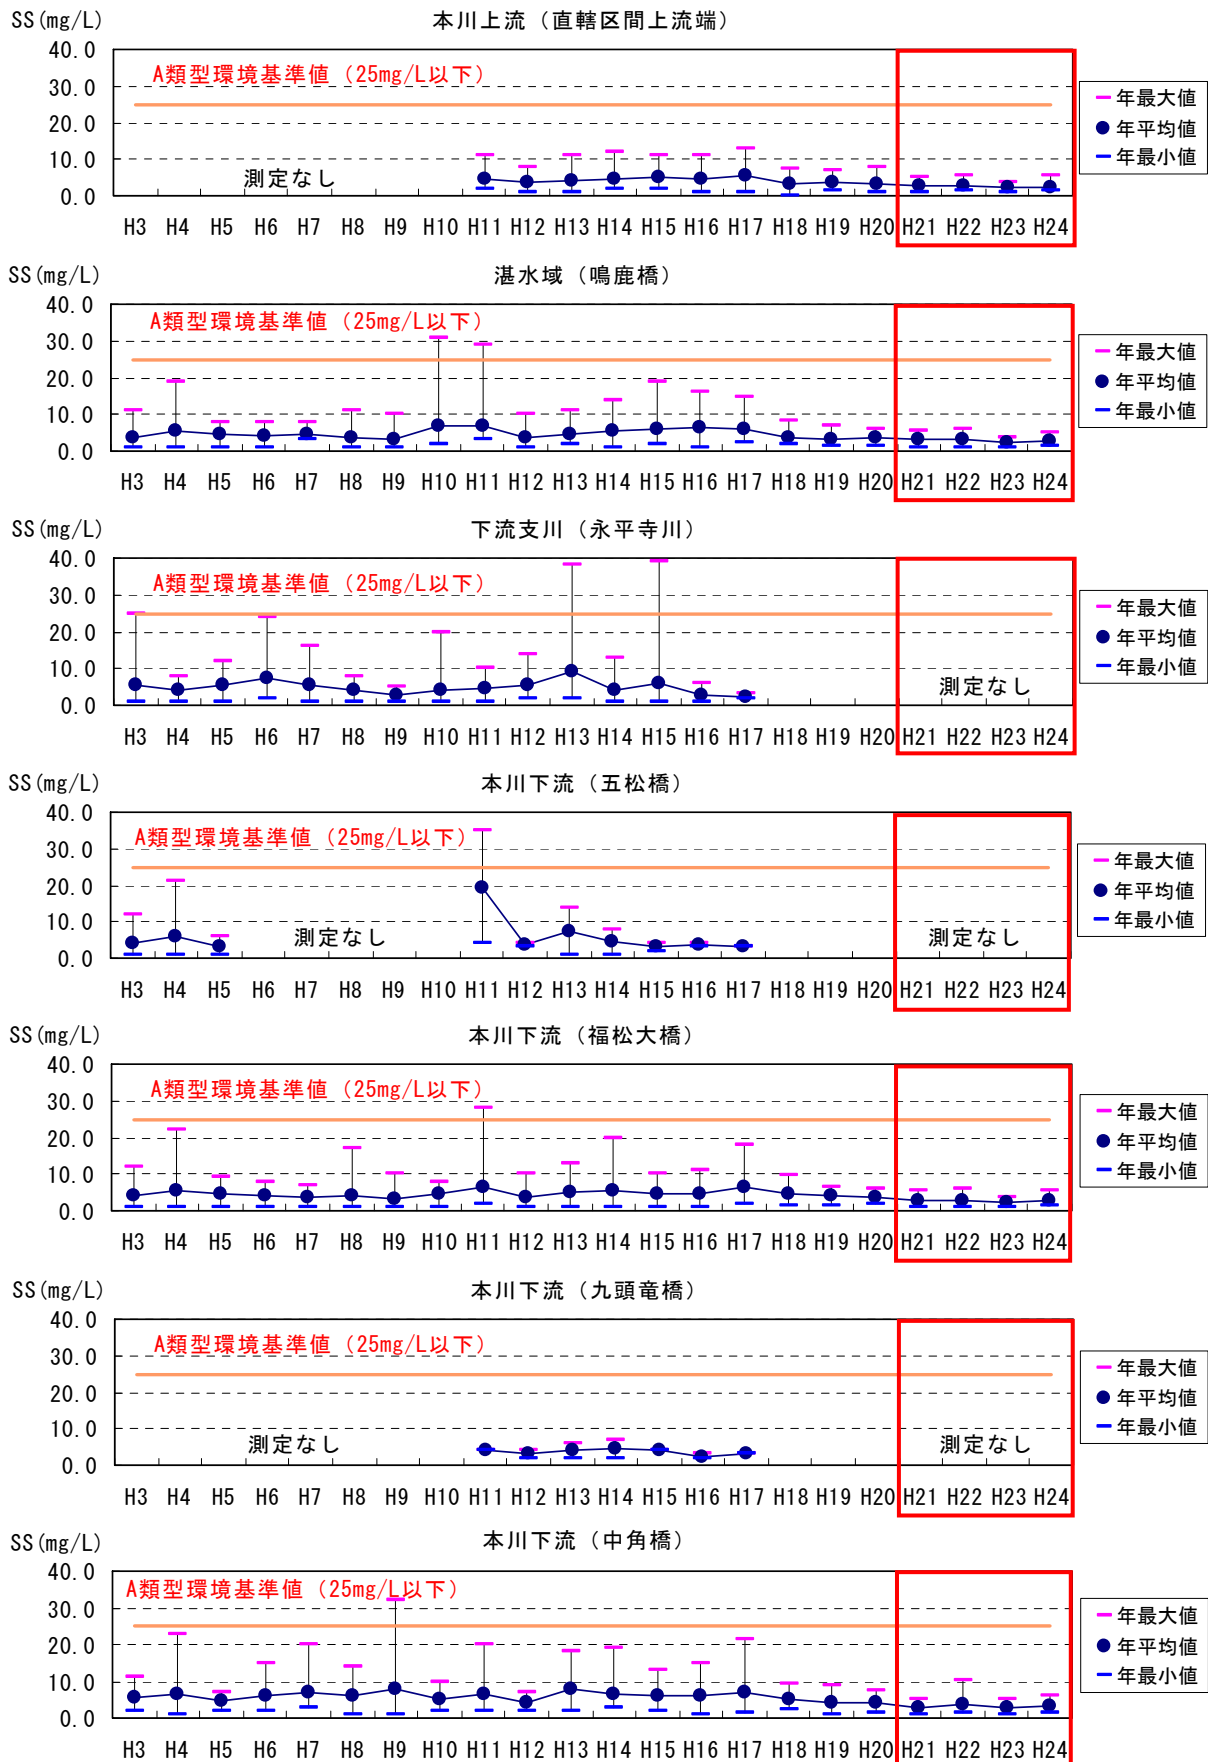 SS(mg/L) 本川上流（直轄区間上流端）
40.0
A類型環境基準値（25mg/L以下）
30.0
年最大値
20.0
年平均値
10.0
年最小値
測定なし
0.0
H3 H4 H5 H6 H7 H8 H9 H10 H11 H12 H13 H14 H15 H16 H17 H18 H19 H20 H21 H22 H23 H24
SS(mg/L) 湛水域（鳴鹿橋）
40.0
A類型環境基準値（25mg/L以下）
30.0
年最大値
20.0
年平均値
10.0
年最小値
0.0
H3 H4 H5 H6 H7 H8 H9 H10 H11 H12 H13 H14 H15 H16 H17 H18 H19 H20 H21 H22 H23 H24
SS(mg/L) 下流支川（永平寺川）
40.0
A類型環境基準値（25mg/L以下）
30.0
年最大値
20.0
年平均値
10.0
年最小値
測定なし
0.0
H3 H4 H5 H6 H7 H8 H9 H10 H11 H12 H13 H14 H15 H16 H17 H18 H19 H20 H21 H22 H23 H24
SS(mg/L) 本川下流（五松橋）
40.0
A類型環境基準値（25mg/L以下）
30.0
年最大値
20.0
年平均値
10.0
年最小値
測定なし 測定なし
0.0
H3 H4 H5 H6 H7 H8 H9 H10 H11 H12 H13 H14 H15 H16 H17 H18 H19 H20 H21 H22 H23 H24
SS(mg/L) 本川下流（福松大橋）
40.0
A類型環境基準値（25mg/L以下）
30.0
年最大値
20.0
年平均値
10.0
年最小値
0.0
H3 H4 H5 H6 H7 H8 H9 H10 H11 H12 H13 H14 H15 H16 H17 H18 H19 H20 H21 H22 H23 H24
SS(mg/L) 本川下流（九頭竜橋）
40.0
A類型環境基準値（25mg/L以下）
30.0
年最大値
20.0
年平均値
10.0
年最小値
測定なし 測定なし
0.0
H3 H4 H5 H6 H7 H8 H9 H10 H11 H12 H13 H14 H15 H16 H17 H18 H19 H20 H21 H22 H23 H24
SS(mg/L) 本川下流（中角橋）
40.0
A類型環境基準値（25mg/L以下）
30.0
年最大値
20.0
年平均値
10.0
年最小値
0.0
H3 H4 H5 H6 H7 H8 H9 H10 H11 H12 H13 H14 H15 H16 H17 H18 H19 H20 H21 H22 H23 H24